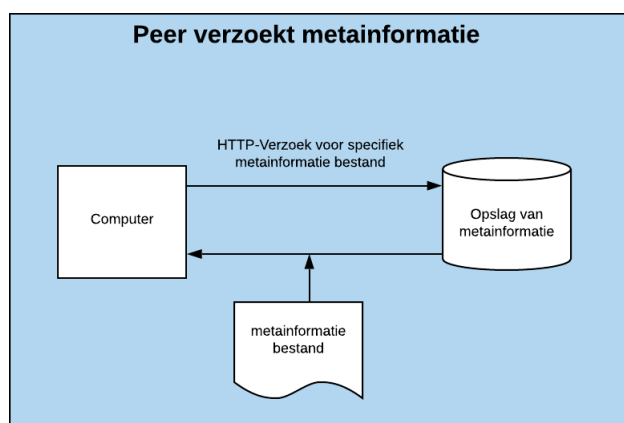 Peer verzoekt metainformatie
HTTP-Verzoek voor specifiek
metainformatie bestand
Computer
Opslag van
metainformatie
metainformatie
bestand